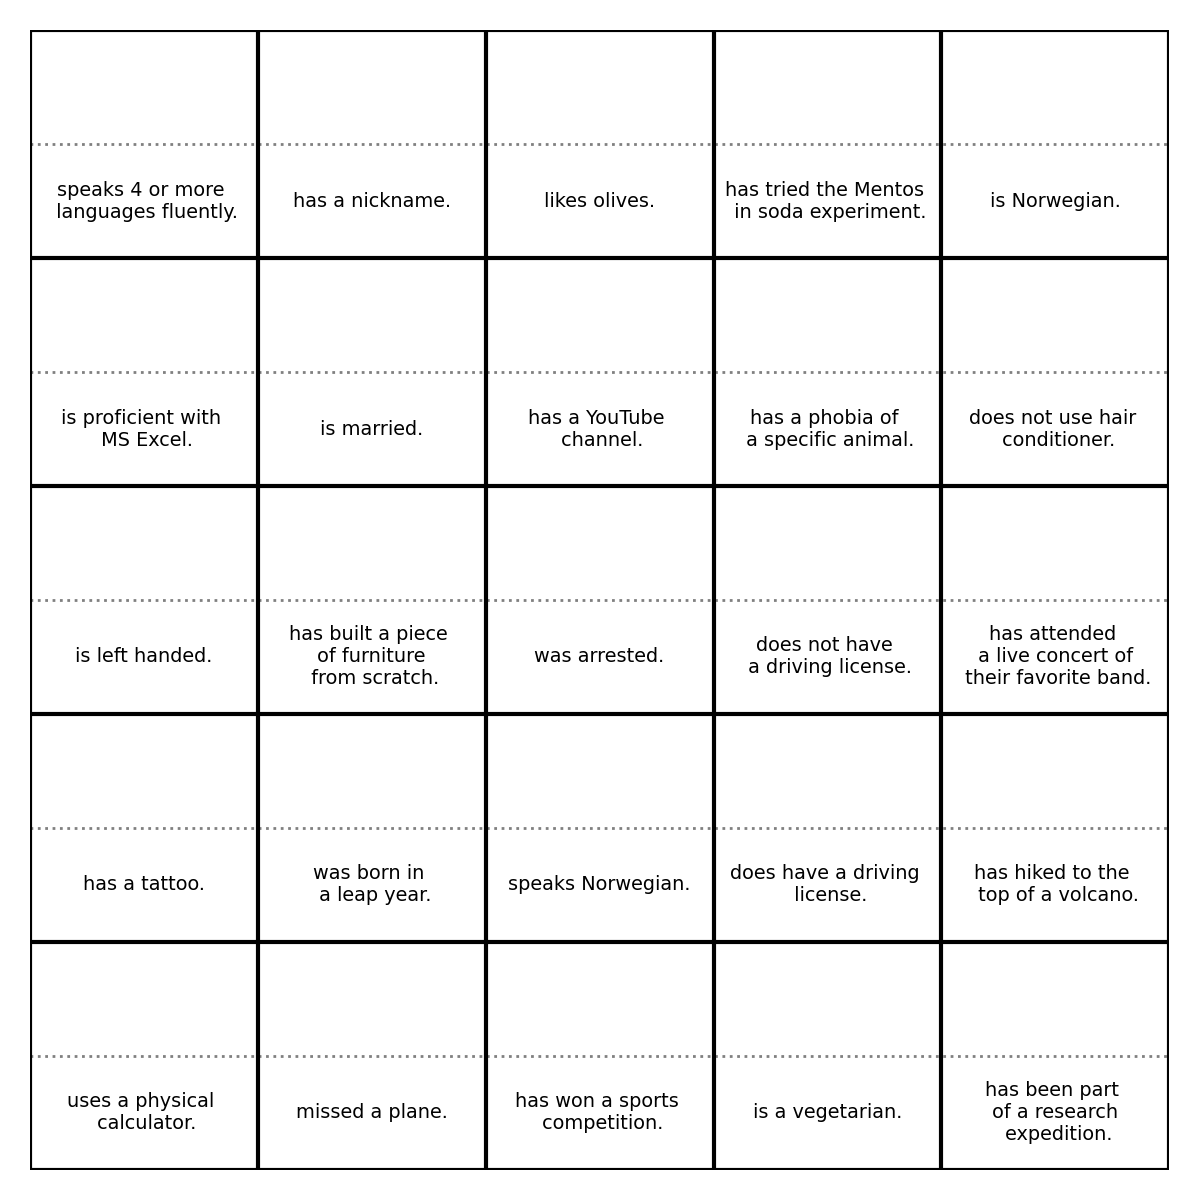 speaks 4 or more
languages fluently.
has a nickname.
likes olives.
has tried the Mentos
in soda experiment.
is Norwegian.
is proficient with
MS Excel.
is married.
has a YouTube
channel.
has a phobia of
a specific animal.
does not use hair
conditioner.
is left handed.
has built a piece
of furniture
from scratch.
was arrested.
does not have
a driving license.
has attended
a live concert of
their favorite band.
has a tattoo.
was born in
a leap year.
speaks Norwegian.
does have a driving
license.
has hiked to the
top of a volcano.
uses a physical
calculator.
missed a plane.
has won a sports
competition.
is a vegetarian.
has been part
of a research
expedition.